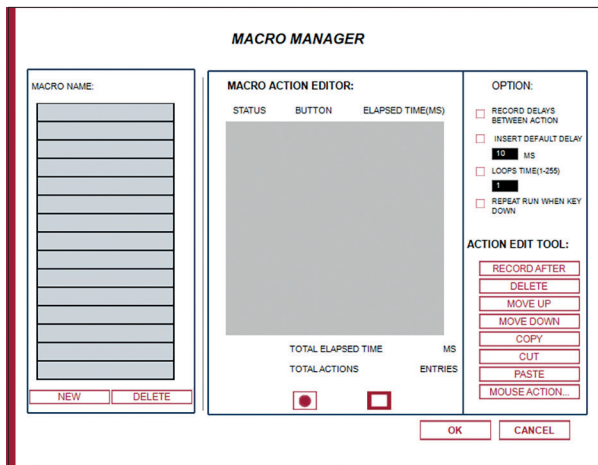 MACRO MANAGER
MACRO NAME:
NEW
DELETE
MACRO ACTION EDITOR:
STATUS BUTTON ELAPSED TIME(MS)
TOTAL ELAPSED TIME MS
TOTAL ACTIONS ENTRIES
OPTION:
RECORD DELAYS
BETWEEN ACTION
INSERT DEFAULT DELAY
10 MS
LOOPS TIME(1-255)
1
REPEAT RUN WHEN KEY
DOWN
ACTION EDIT TOOL:
RECORD AFTER
DELETE
MOVE UP
MOVE DOWN
COPY
CUT
PASTE
MOUSE ACTION...
OK
CANCEL